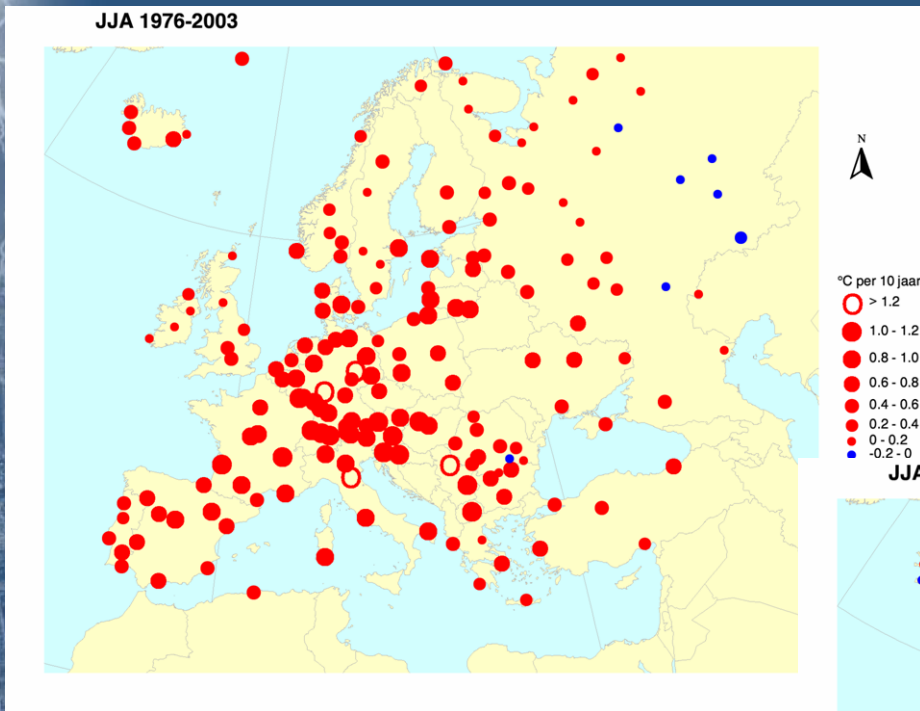 JJA 1976-2003
N
°C per 10 jaar
> 1.2
1.0 - 1.2
0.8 - 1.0
0.6 - 0.8
0.4 - 0.6
0.2 - 0.4
0 - 0.2
-0.2 - 0
JJA